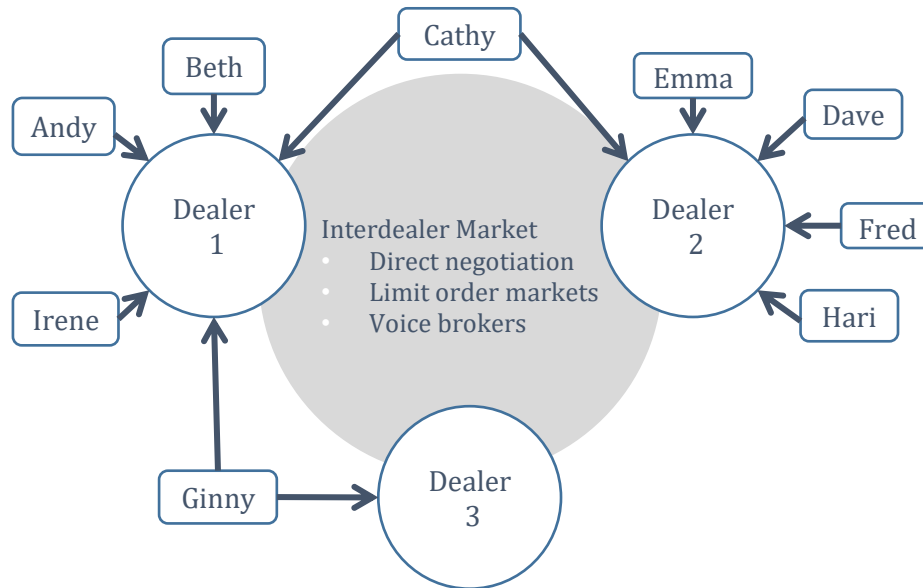 Cathy
Beth
Emma
Andy
Dave
Dealer
1
Dealer
2
Fred
Interdealer Market
• Direct negotiation
• Limit order markets
• Voice brokers
Irene
Hari
Ginny
Dealer
3